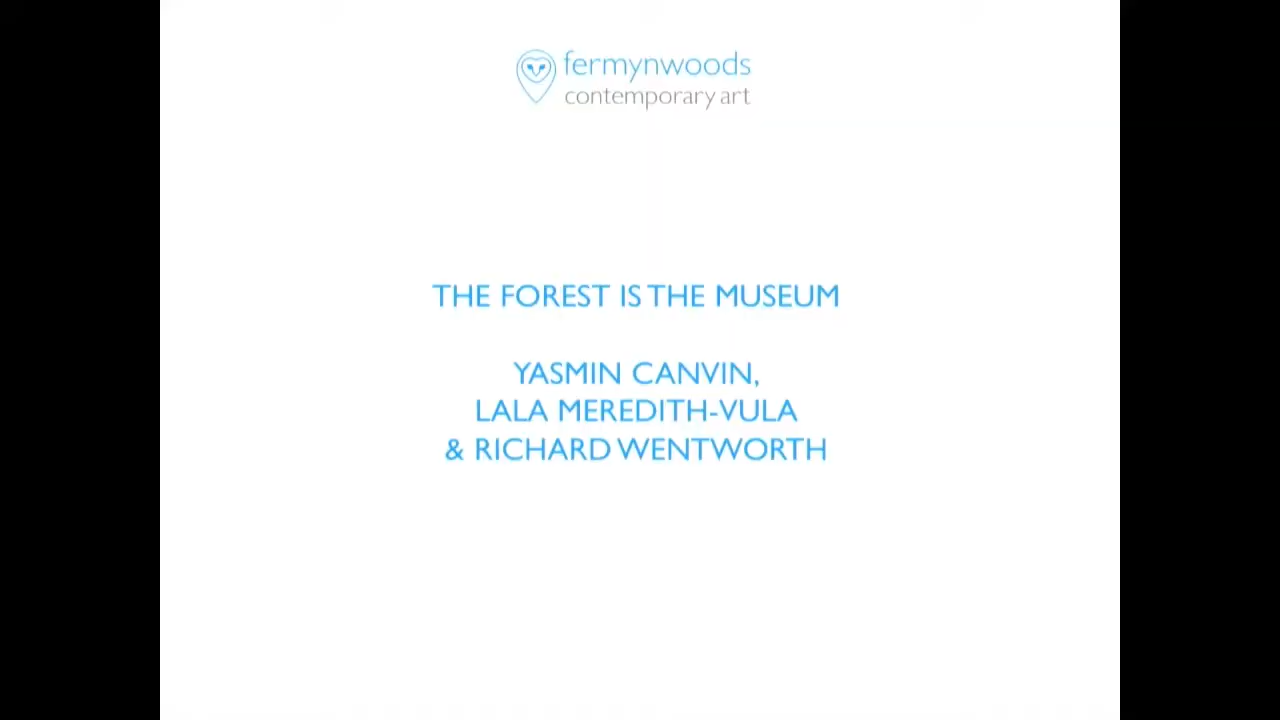 fermynwoods
contemporary art
THE FOREST IS THE MUSEUM
YASMIN CANVIN,
LALA MEREDITH-VULA
& RICHARD WENTWORTH